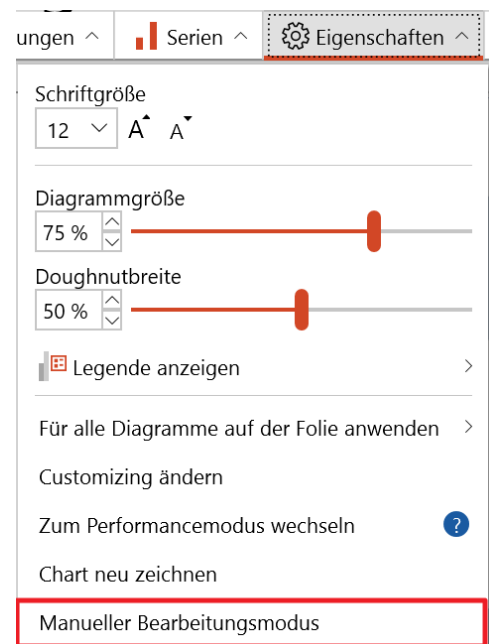 ungen Serien Eigenschaften
Schriftgröße
12 A A
Diagrammgröße
75 %
Doughnutbreite
50 %
Legende anzeigen
Für alle Diagramme auf der Folie anwenden
Customizing ändern
Zum Performancemodus wechseln ?
Chart neu zeichnen
Manueller Bearbeitungsmodus